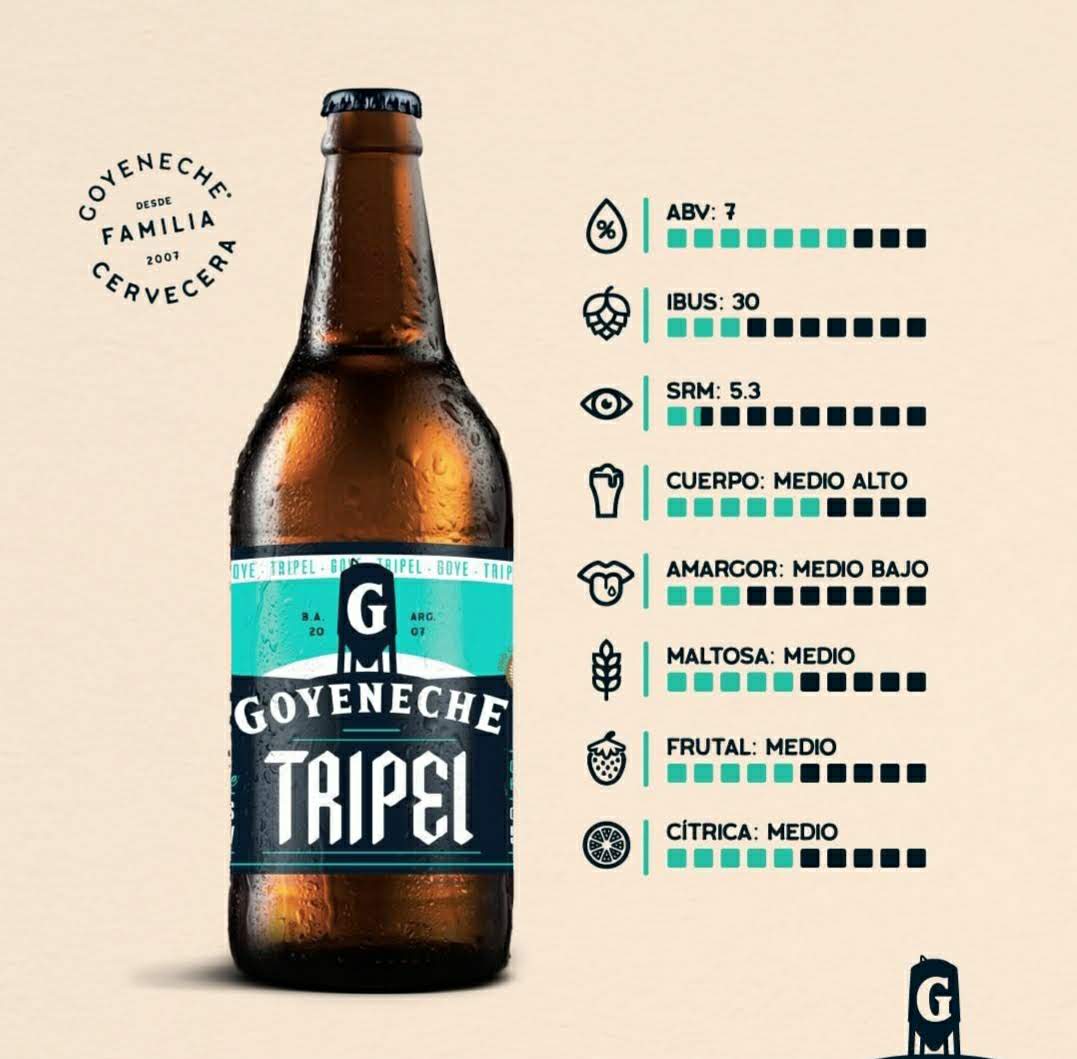 GOYENECHE
DESDE
FAMILIA
2007
CERVECERA
ABV: 7
%
IBUS: 30
SRM: 5.3
CUERPO: MEDIO ALTO
AMARGOR: MEDIO BAJO
MALTOSA: MEDIO
FRUTAL: MEDIO
CÍTRICA: MEDIO
OYE · TRIPEL · GOYE · TRIPEL · GOYE · TRIP
G
B.A. ARG.
20 07
GOYENECHE
TRIPEL
G